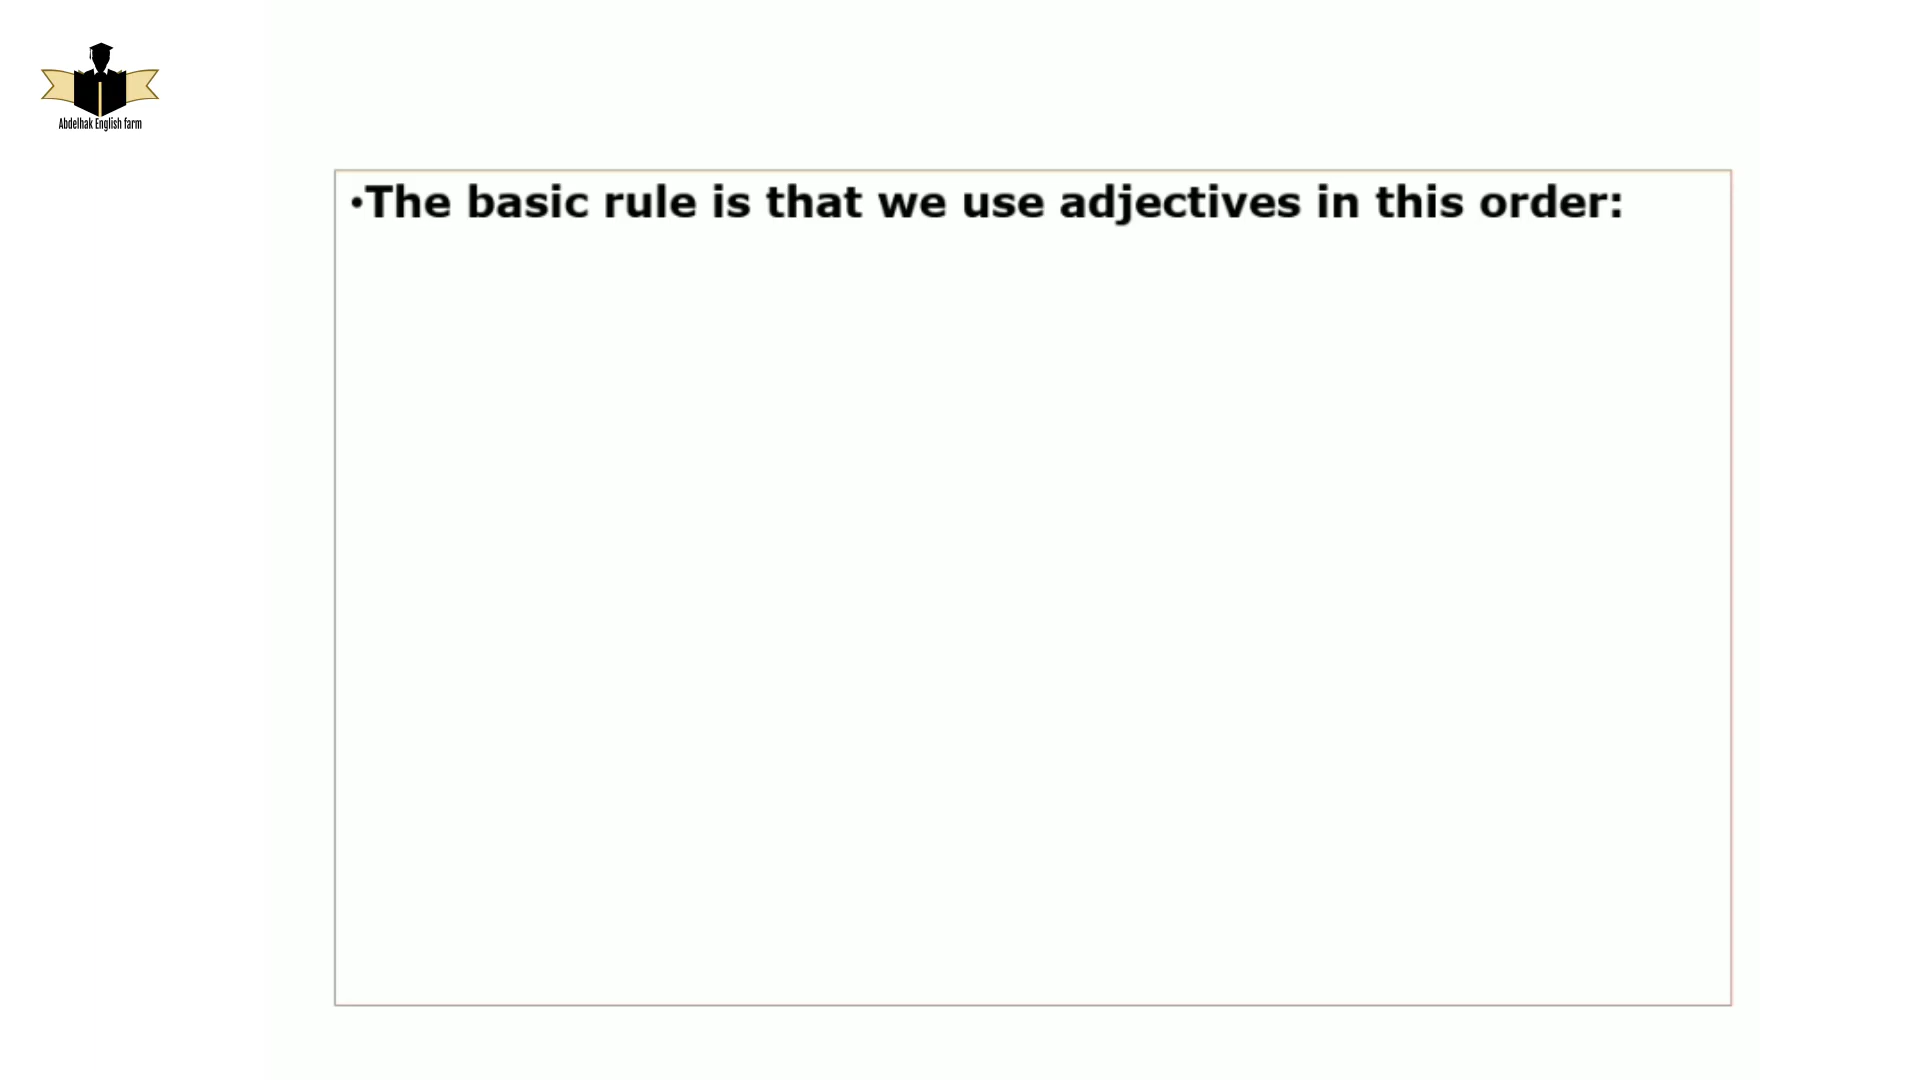 Abdelhak English farm
•The basic rule is that we use adjectives in this order: